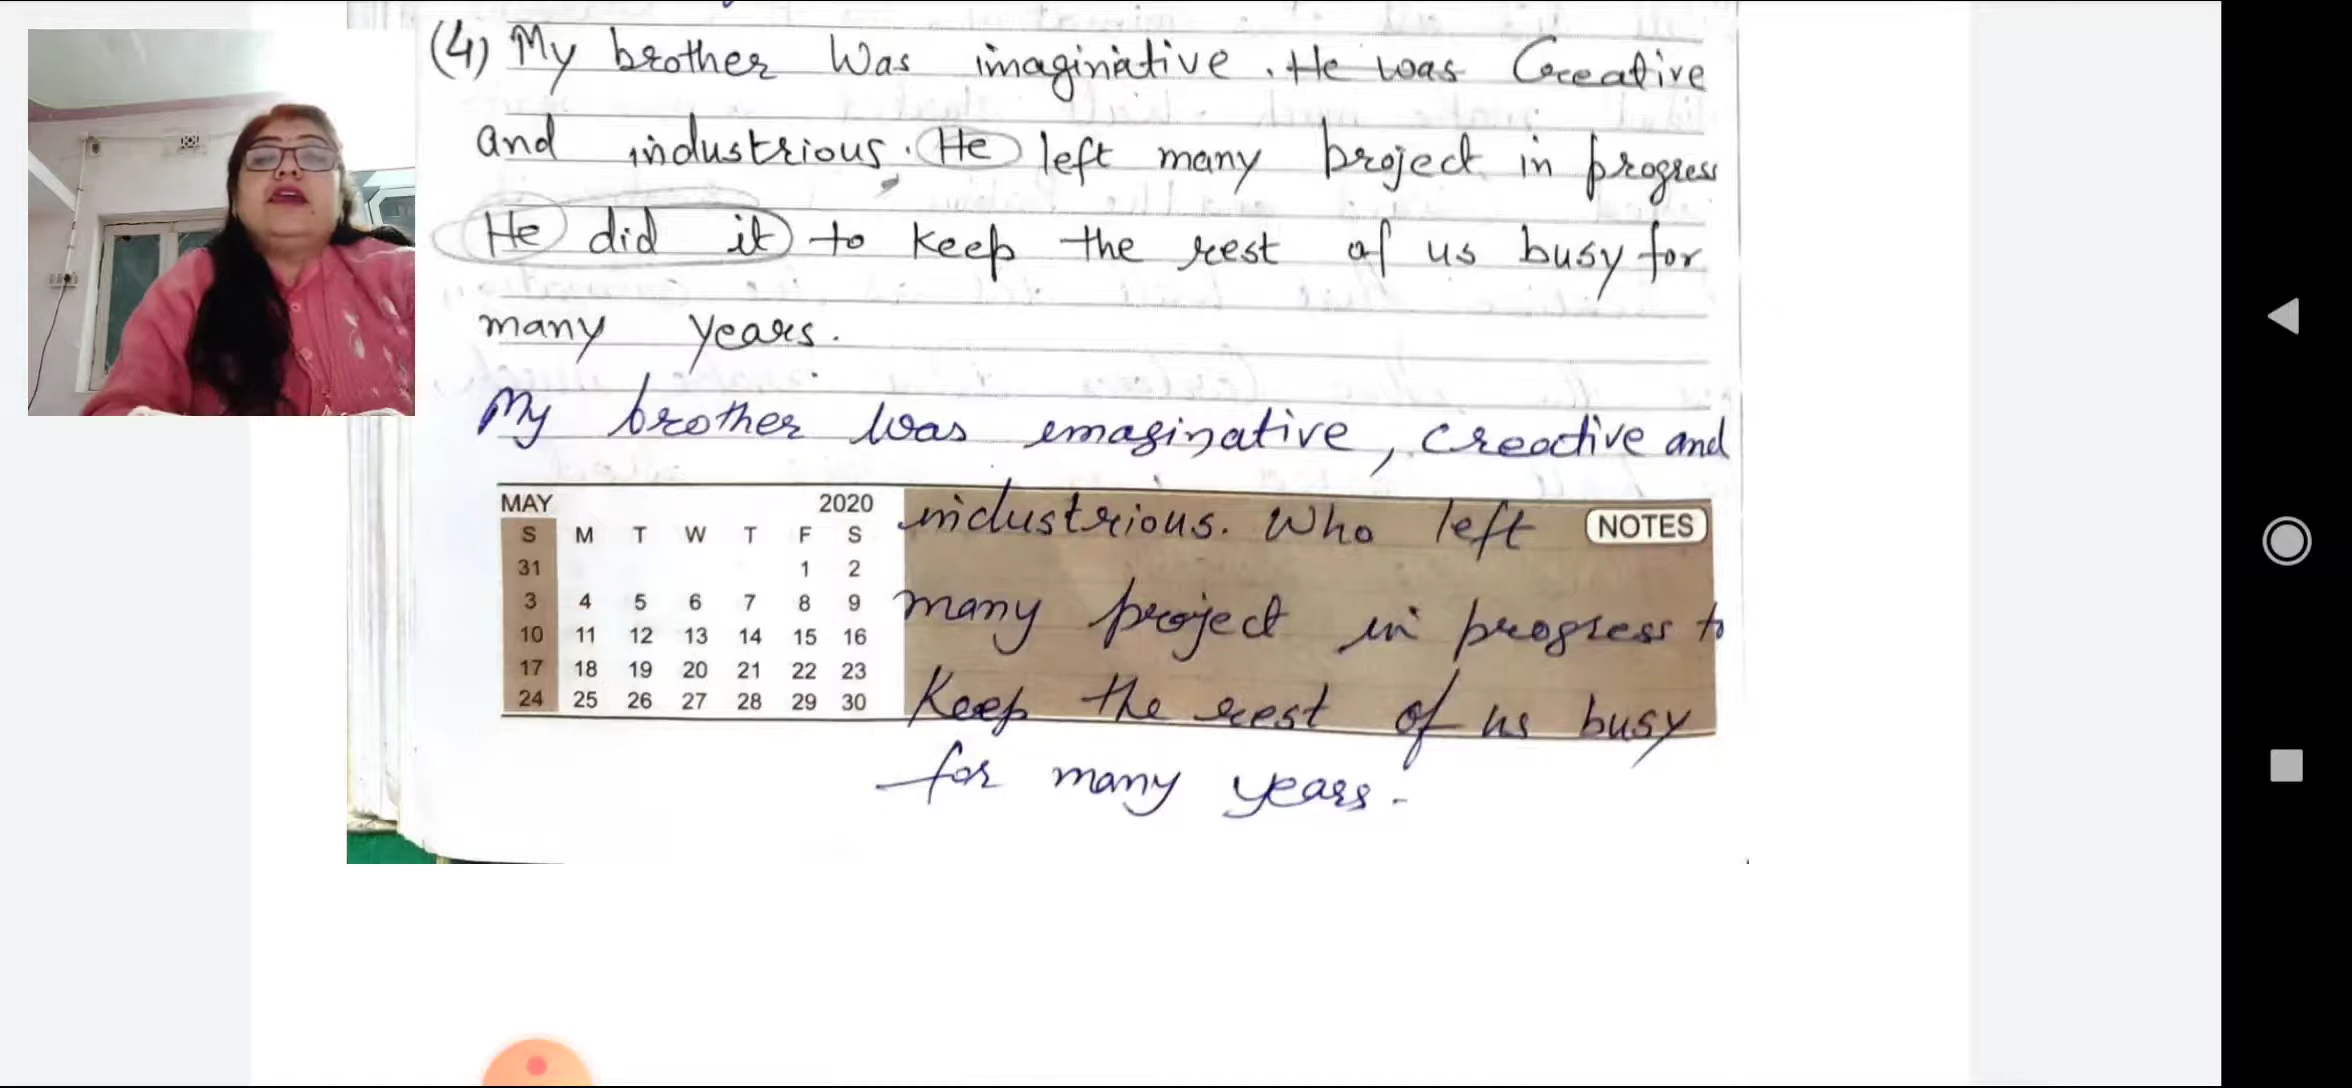 (4) My brother was imaginative. He was Creative
and industrious. He left many project in progress
He did it to keep the rest of us busy for
many years.
My brother was emaginative, creative and
industrious. Who left
many project in progress to
keep the rest of us busy
for many years.
MAY 2020
S M T W T F S
31 1 2
3 4 5 6 7 8 9
10 11 12 13 14 15 16
17 18 19 20 21 22 23
24 25 26 27 28 29 30
NOTES